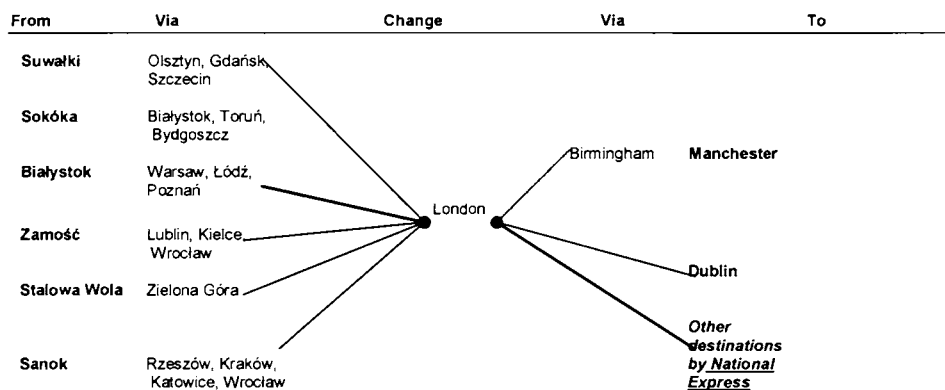 From Via Change Via To
Suwałki Olsztyn, Gdańsk,
Szczecin
Sokóka Białystok, Toruń,
Bydgoszcz
Birmingham Manchester
Białystok Warsaw, Łódź,
Poznań
London
Zamość Lublin, Kielce,
Wrocław
Dublin
Stalowa Wola Zielona Góra
Other
destinations
Sanok Rzeszów, Kraków, by National
Katowice, Wrocław Express